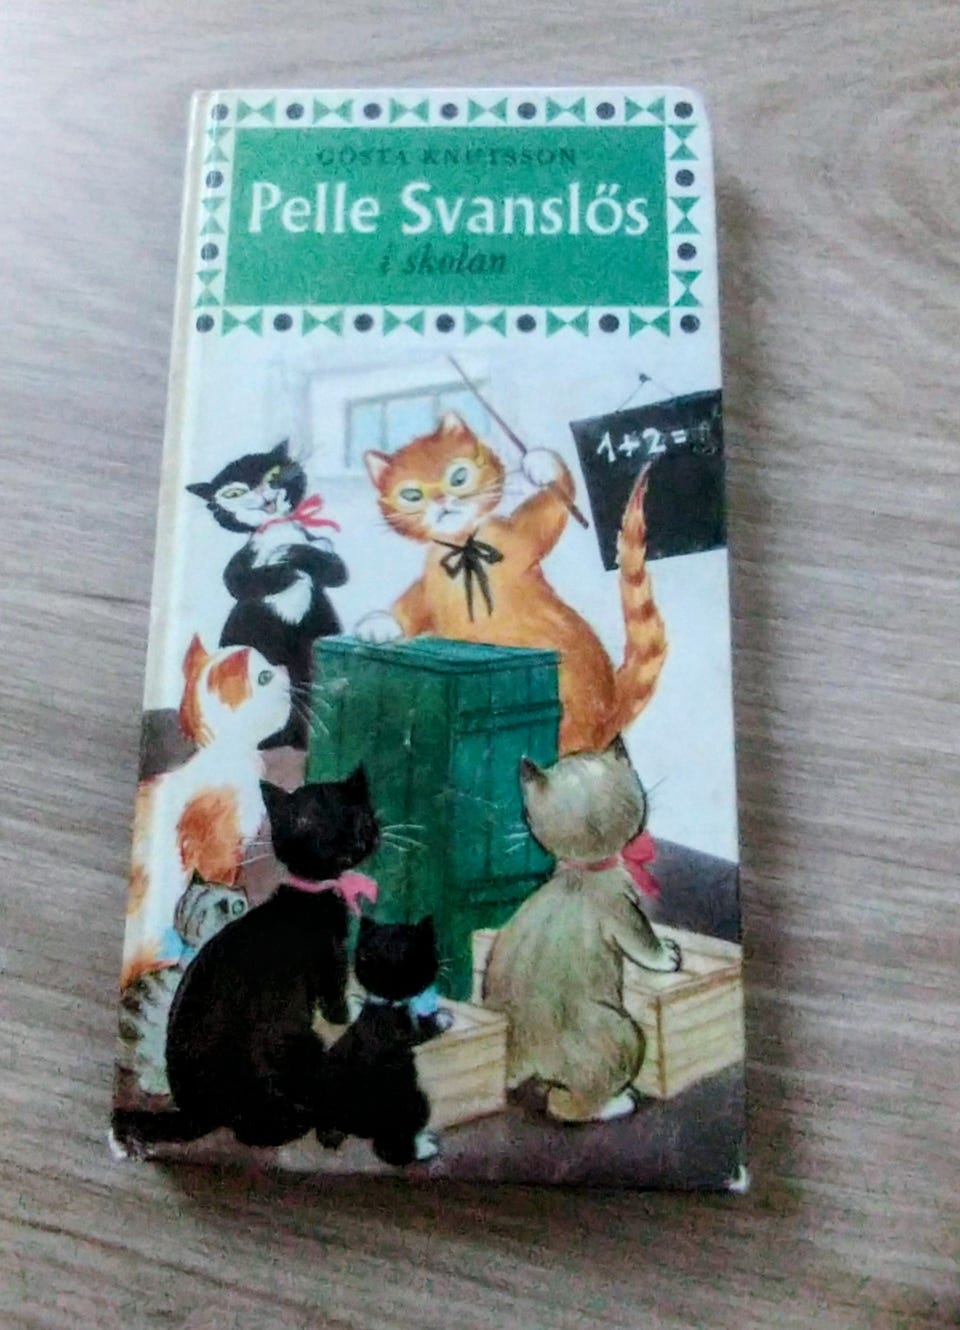 GÖSTA KNUTSSON
Pelle Svanslös
i skolan
1+2=